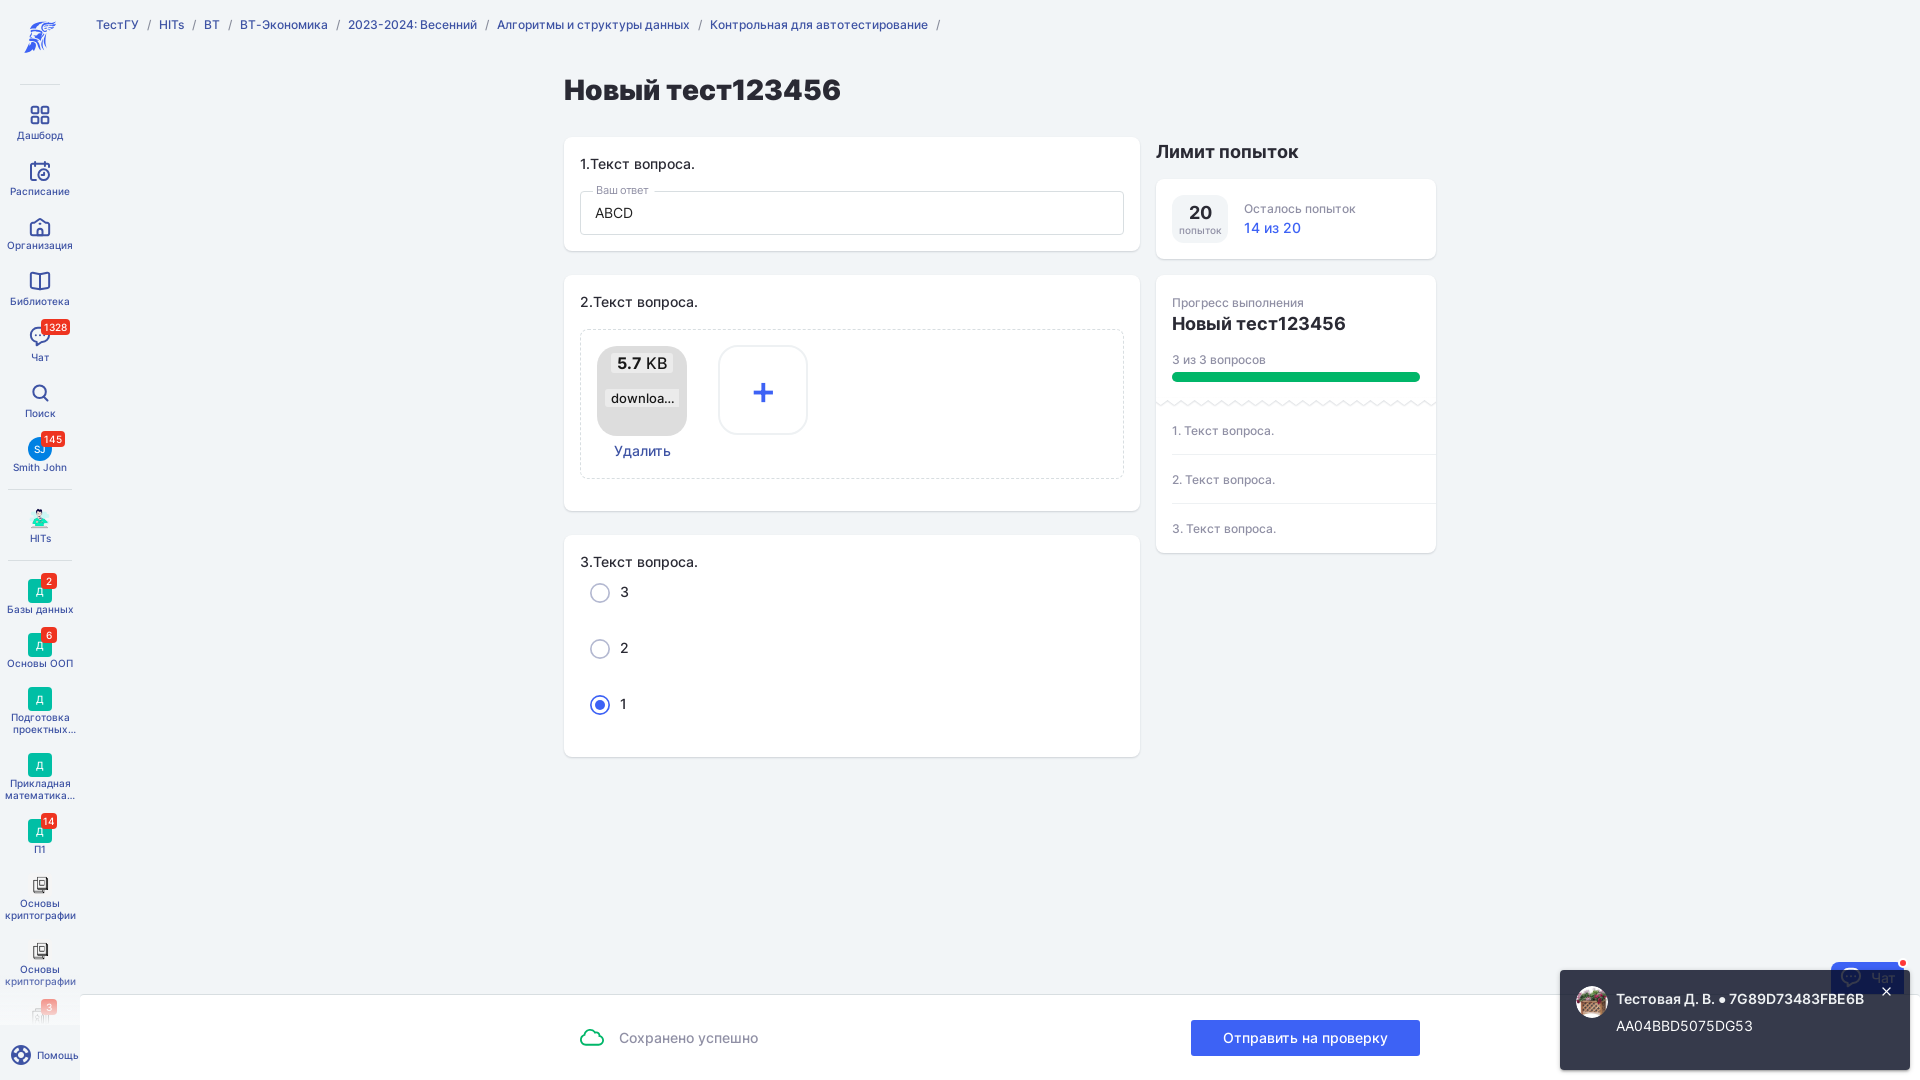 ТестГУ / HITs / ВТ / ВТ-Экономика / 2023-2024: Весенний / Алгоритмы и структуры данных / Контрольная для автотестирования /
Дашборд
Расписание
Организация
Библиотека
1328
Чат
Поиск
SJ
145
Smith John
HITs
Д
2
Базы данных
Д
6
Основы ООП
Д
Подготовка
проектных...
Д
Прикладная
математика...
Д
14
П1
Основы
криптографии
Основы
криптографии
3
Помощь
Новый тест123456
1.Текст вопроса.
Ваш ответ
ABCD
2.Текст вопроса.
5.7 KB
downloa...
+
Удалить
3.Текст вопроса.
3
2
1
Лимит попыток
20
попыток
Осталось попыток
14 из 20
Прогресс выполнения
Новый тест123456
3 из 3 вопросов
1. Текст вопроса.
2. Текст вопроса.
3. Текст вопроса.
Сохранено успешно
Отправить на проверку
Чат
Тестовая Д. В. ● 7G89D73483FBE6B
AA04BBD5075DG53